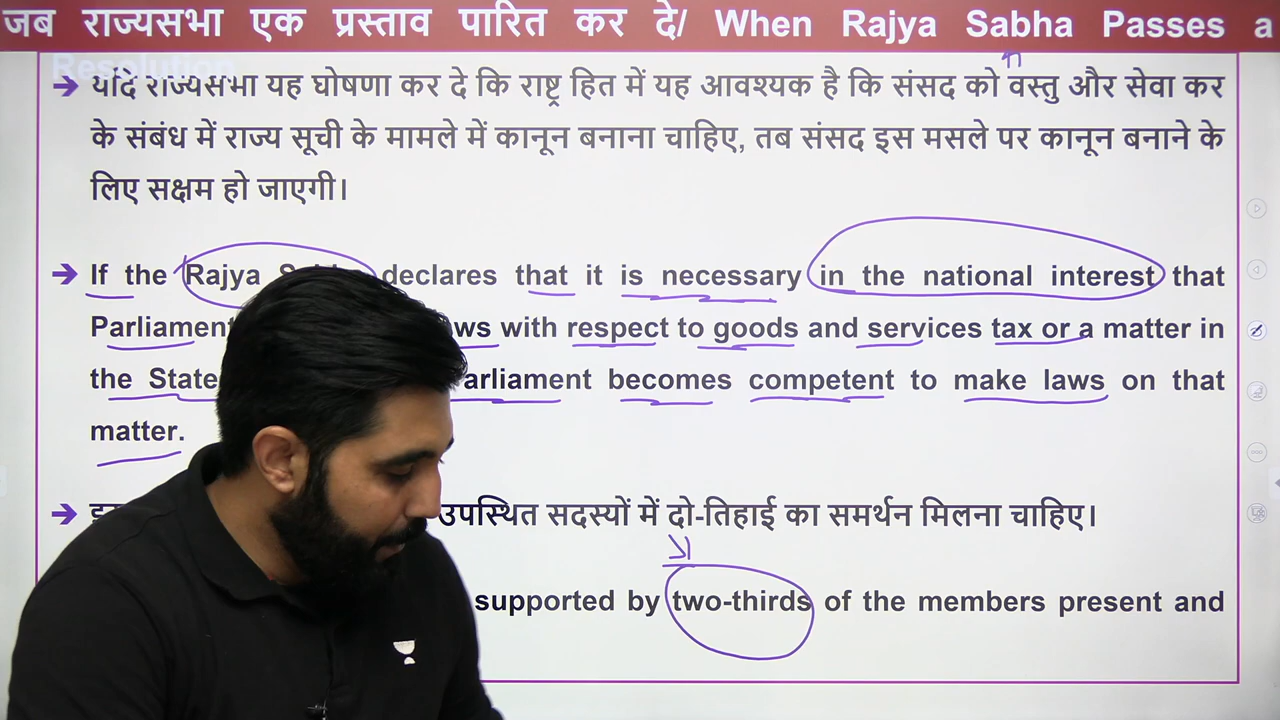 जब राज्यसभा एक प्रस्ताव पारित कर दे/ When Rajya Sabha Passes a
Resolution
→ यदि राज्यसभा यह घोषणा कर दे कि राष्ट्र हित में यह आवश्यक है कि संसद को वस्तु और सेवा कर
के संबंध में राज्य सूची के मामले में कानून बनाना चाहिए, तब संसद इस मसले पर कानून बनाने के
लिए सक्षम हो जाएगी।
→ If the Rajya declares that it is necessary in the national interest that
Parliament with respect to goods and services tax or a matter in
the State becomes competent to make laws on that
matter.
→ उपस्थित सदस्यों में दो-तिहाई का समर्थन मिलना चाहिए।
supported by two-thirds of the members present and